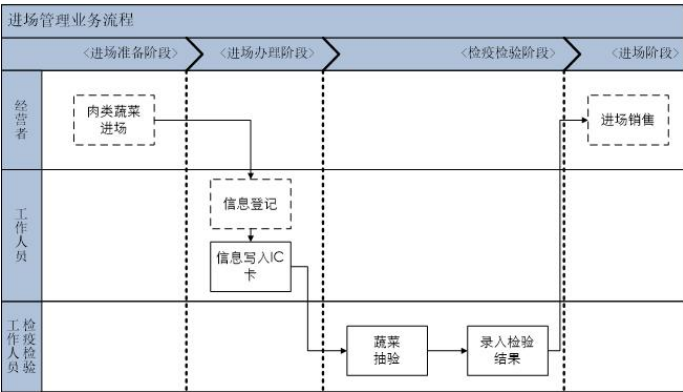 进场管理业务流程
<进场准备阶段>
<进场办理阶段>
<检疫检验阶段>
<进场阶段>
经营者
肉类蔬菜
进场
进场销售
工作人员
信息登记
信息写入IC
卡
检疫检验
工作人员
蔬菜
抽验
录入检验
结果